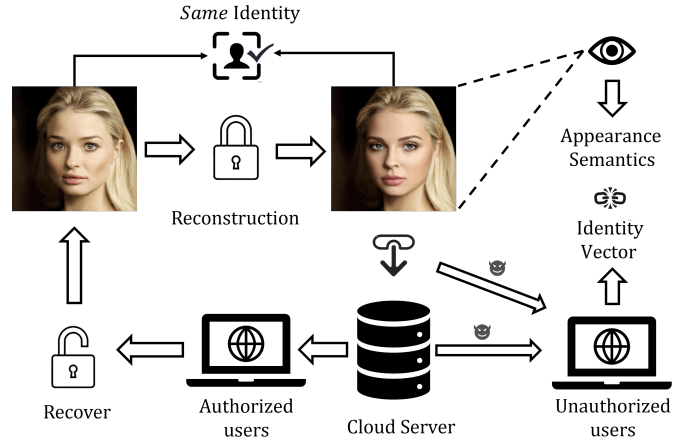 Same Identity
Appearance
Semantics
Reconstruction
Identity
Vector
Recover
Authorized
users
Cloud Server
Unauthorized
users